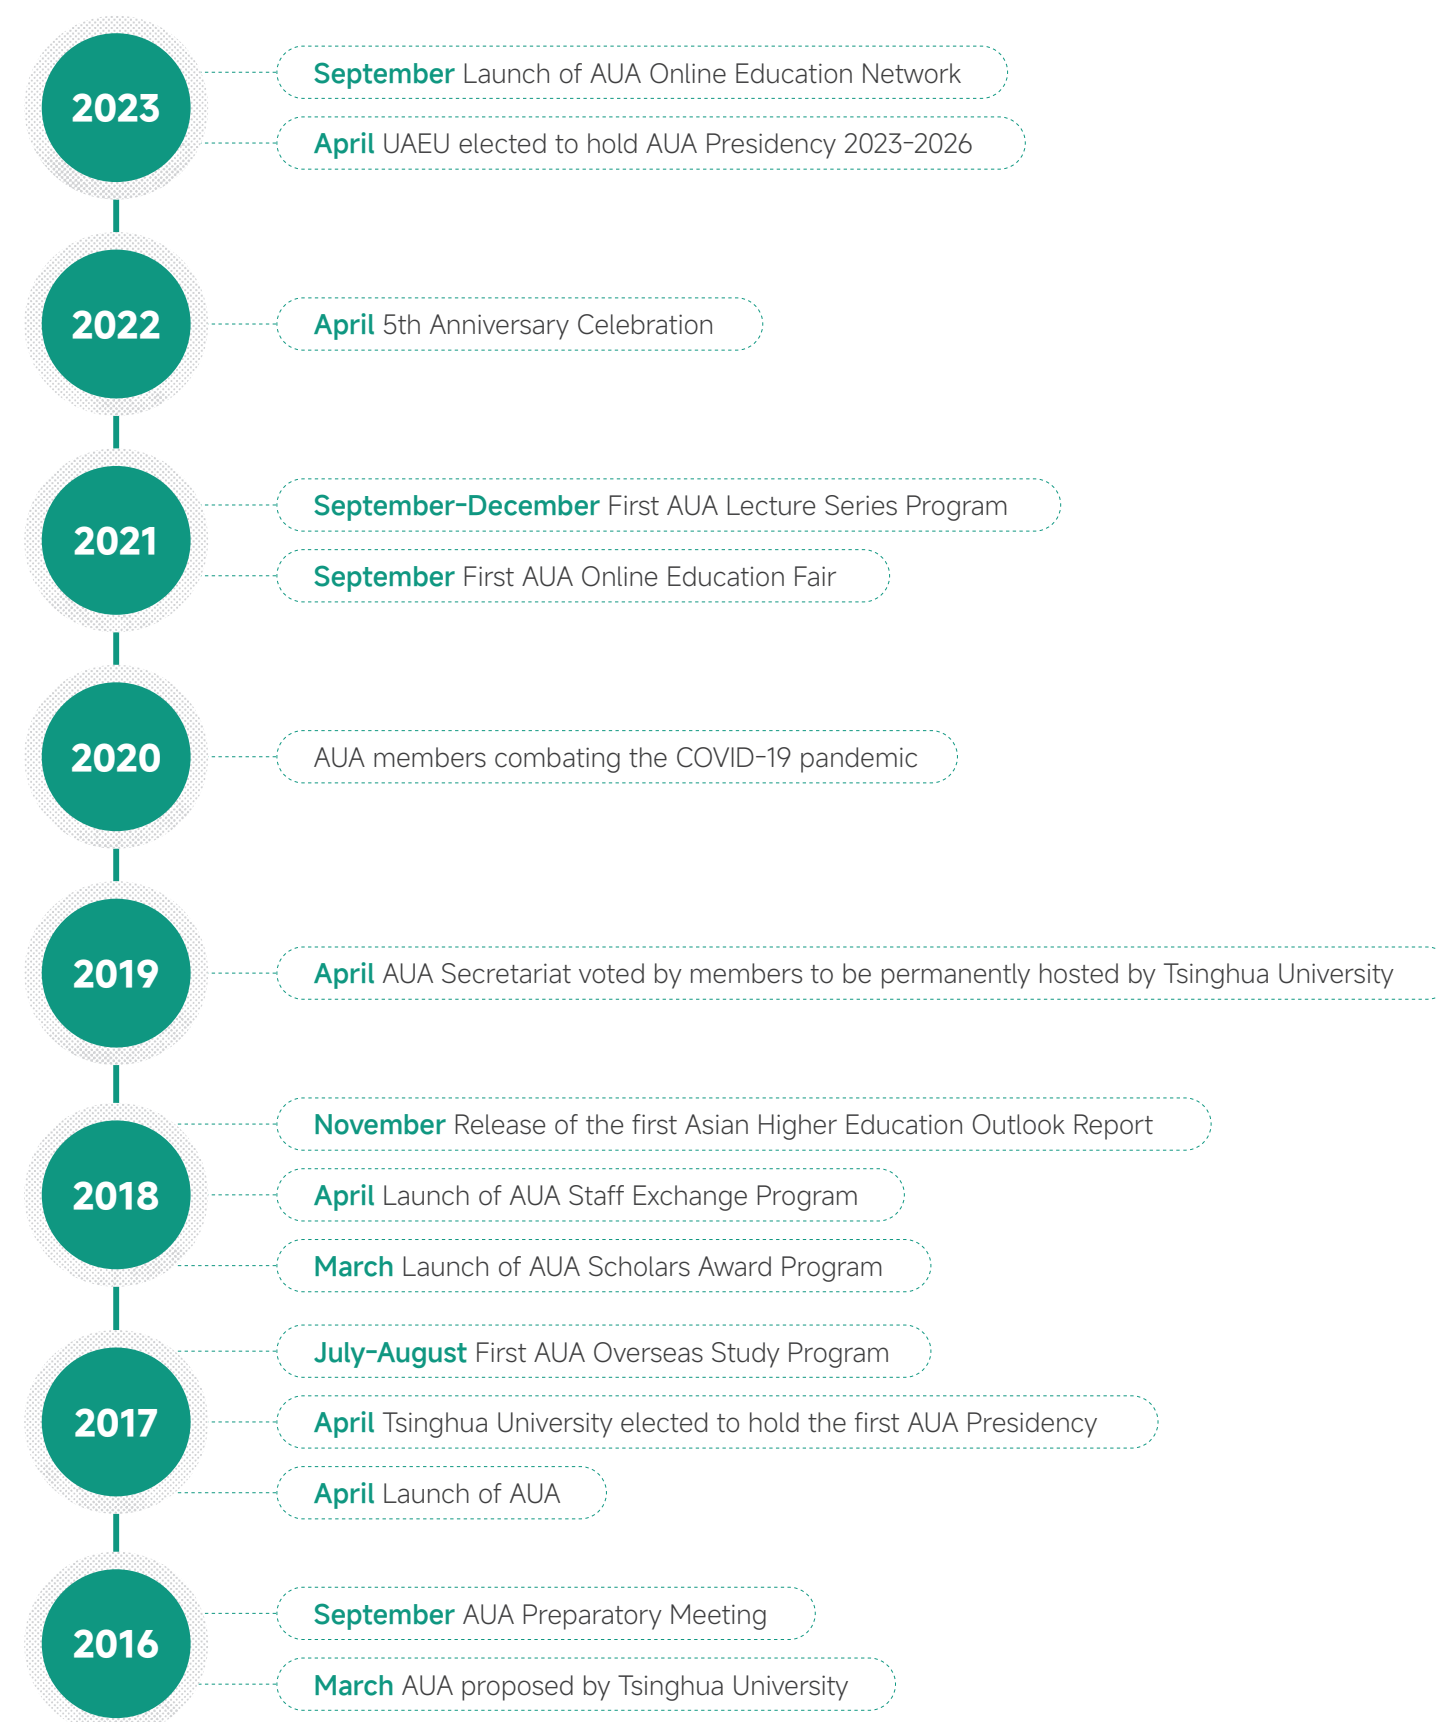 2023
September Launch of AUA Online Education Network
April UAEU elected to hold AUA Presidency 2023-2026
2022
April 5th Anniversary Celebration
2021
September-December First AUA Lecture Series Program
September First AUA Online Education Fair
2020
AUA members combating the COVID-19 pandemic
2019
April AUA Secretariat voted by members to be permanently hosted by Tsinghua University
2018
November Release of the first Asian Higher Education Outlook Report
April Launch of AUA Staff Exchange Program
March Launch of AUA Scholars Award Program
2017
July-August First AUA Overseas Study Program
April Tsinghua University elected to hold the first AUA Presidency
April Launch of AUA
2016
September AUA Preparatory Meeting
March AUA proposed by Tsinghua University